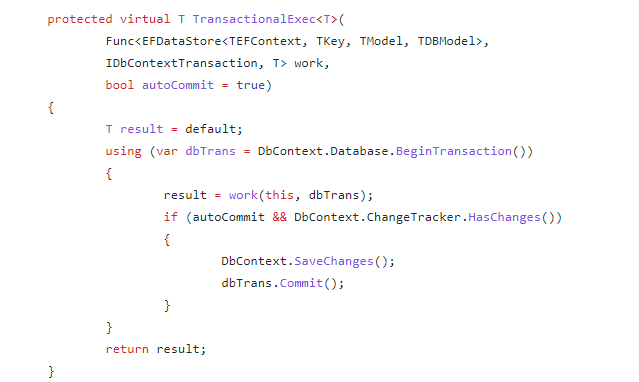 protected virtual T TransactionalExec<T>(
Func<EFDataStore<TEFContext, TKey, TModel, TDBModel>,
IDbContextTransaction, T> work,
bool autoCommit = true)
{
T result = default;
using (var dbTrans = DbContext.Database.BeginTransaction())
{
result = work(this, dbTrans);
if (autoCommit && DbContext.ChangeTracker.HasChanges())
{
DbContext.SaveChanges();
dbTrans.Commit();
}
}
return result;
}